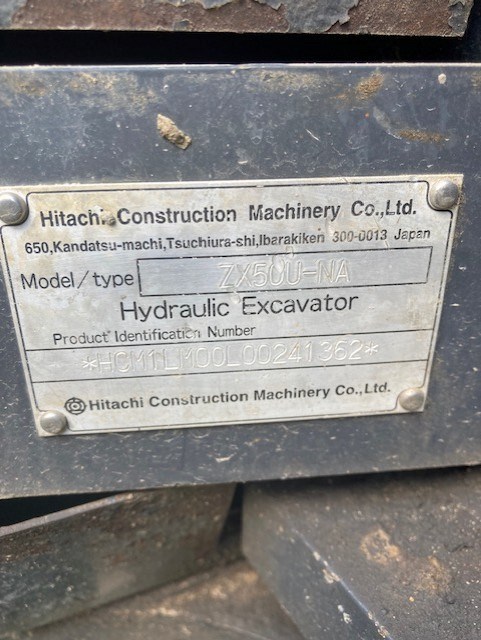 Hitachi Construction Machinery Co.,Ltd.
650,Kandatsu-machi,Tsuchiura-shi,Ibarakiken 300-0013 Japan
Model/type ZX50U-NA
Hydraulic Excavator
Product Identification Number
*HCM1LM00L00241362*
Hitachi Construction Machinery Co.,Ltd.